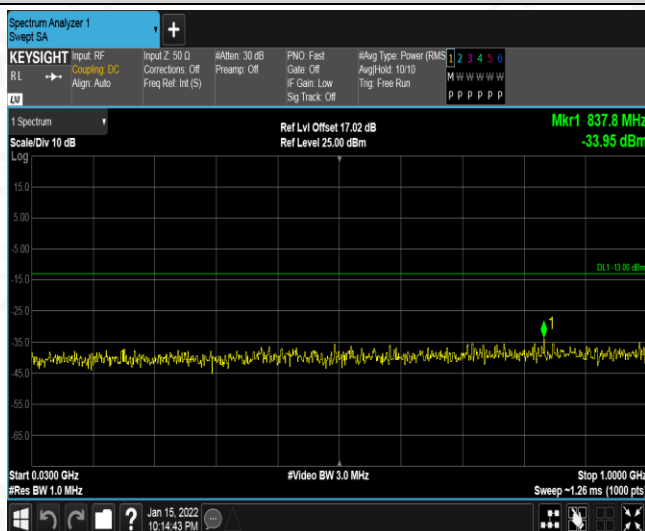 Spectrum Analyzer 1
Swept SA
+
KEYSIGHT
RL
LXI
Input: RF
Coupling: DC
Align: Auto
Input Z: 50 Ω
Corrections: Off
Freq Ref: Int (S)
#Atten: 30 dB
Preamp: Off
PNO: Fast
Gate: Off
IF Gain: Low
Sig Track: Off
#Avg Type: Power (RMS
Avg|Hold: 10/10
Trig: Free Run
1 2 3 4 5 6
M W W W W W
P P P P P P
1 Spectrum
Scale/Div 10 dB
Log
Ref Lvl Offset 17.02 dB
Ref Level 25.00 dBm
Mkr1 837.8 MHz
-33.95 dBm
15.0
5.00
-5.00
-15.0
-25.0
-35.0
-45.0
-55.0
-65.0
DL1 -13.00 dBm
1
Start 0.0300 GHz
#Res BW 1.0 MHz
#Video BW 3.0 MHz
Stop 1.0000 GHz
Sweep ~1.26 ms (1000 pts)
?
Jan 15, 2022
10:14:43 PM